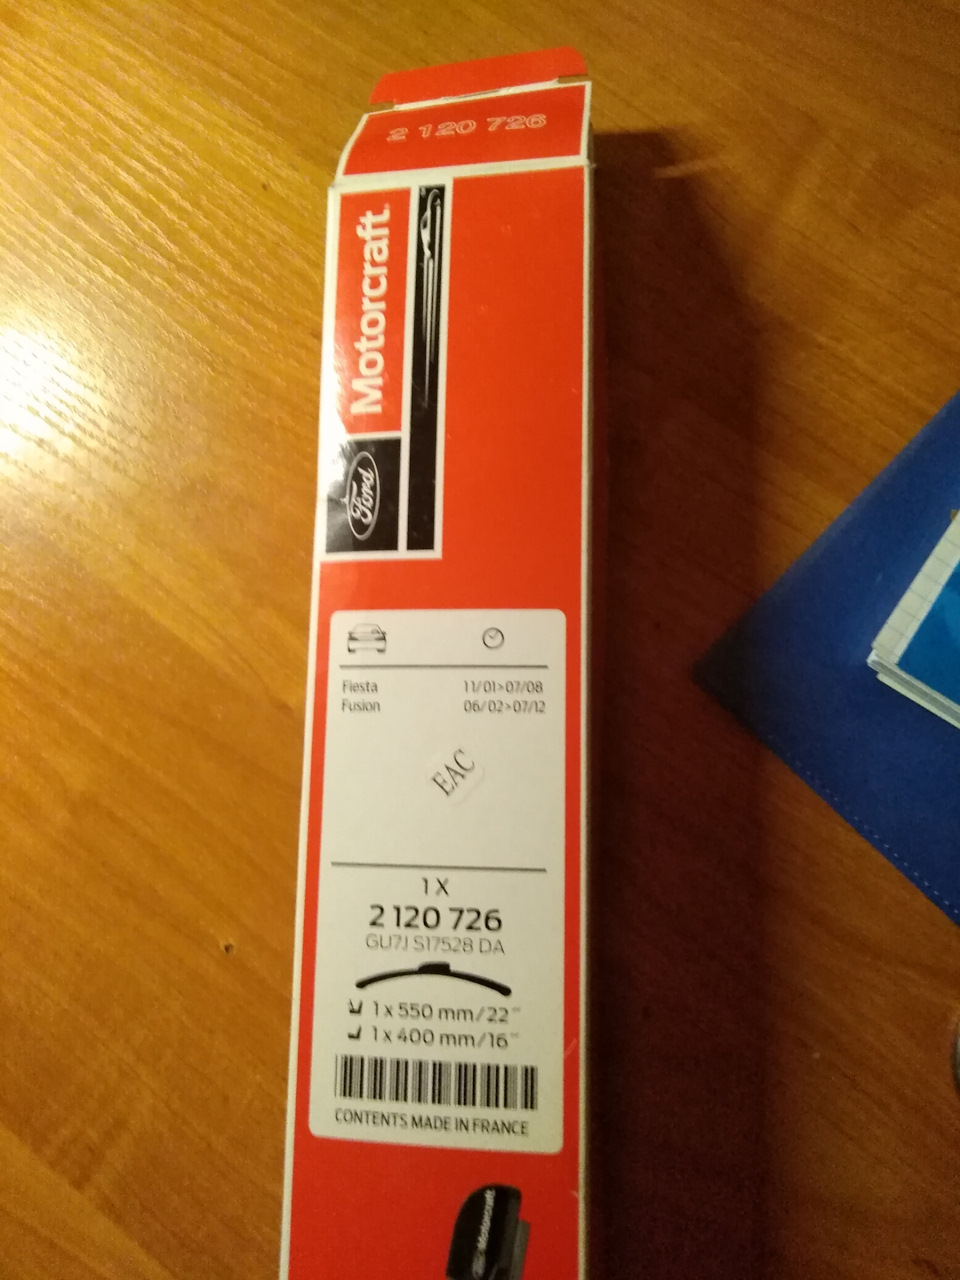 2 120 726
Motorcraft
Ford
Fiesta 11/01>07/08
Fusion 06/02>07/12
EAC
1 X
2 120 726
GU7J S17528 DA
1 x 550 mm/22"
1 x 400 mm/16"
CONTENTS MADE IN FRANCE
Motorcraft